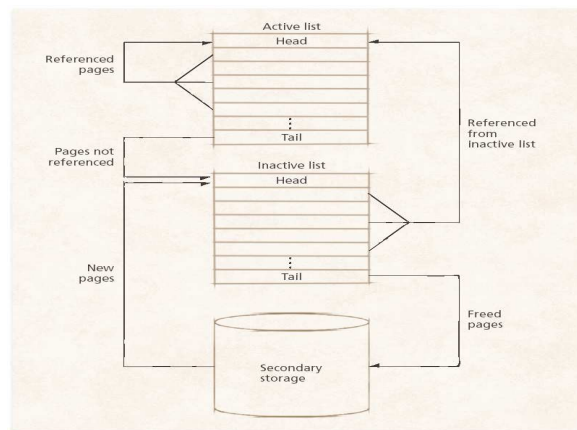 Active list
Head
Referenced
pages
Tail
Pages not
referenced
Referenced
from
inactive list
Inactive list
Head
Tail
New
pages
Freed
pages
Secondary
storage